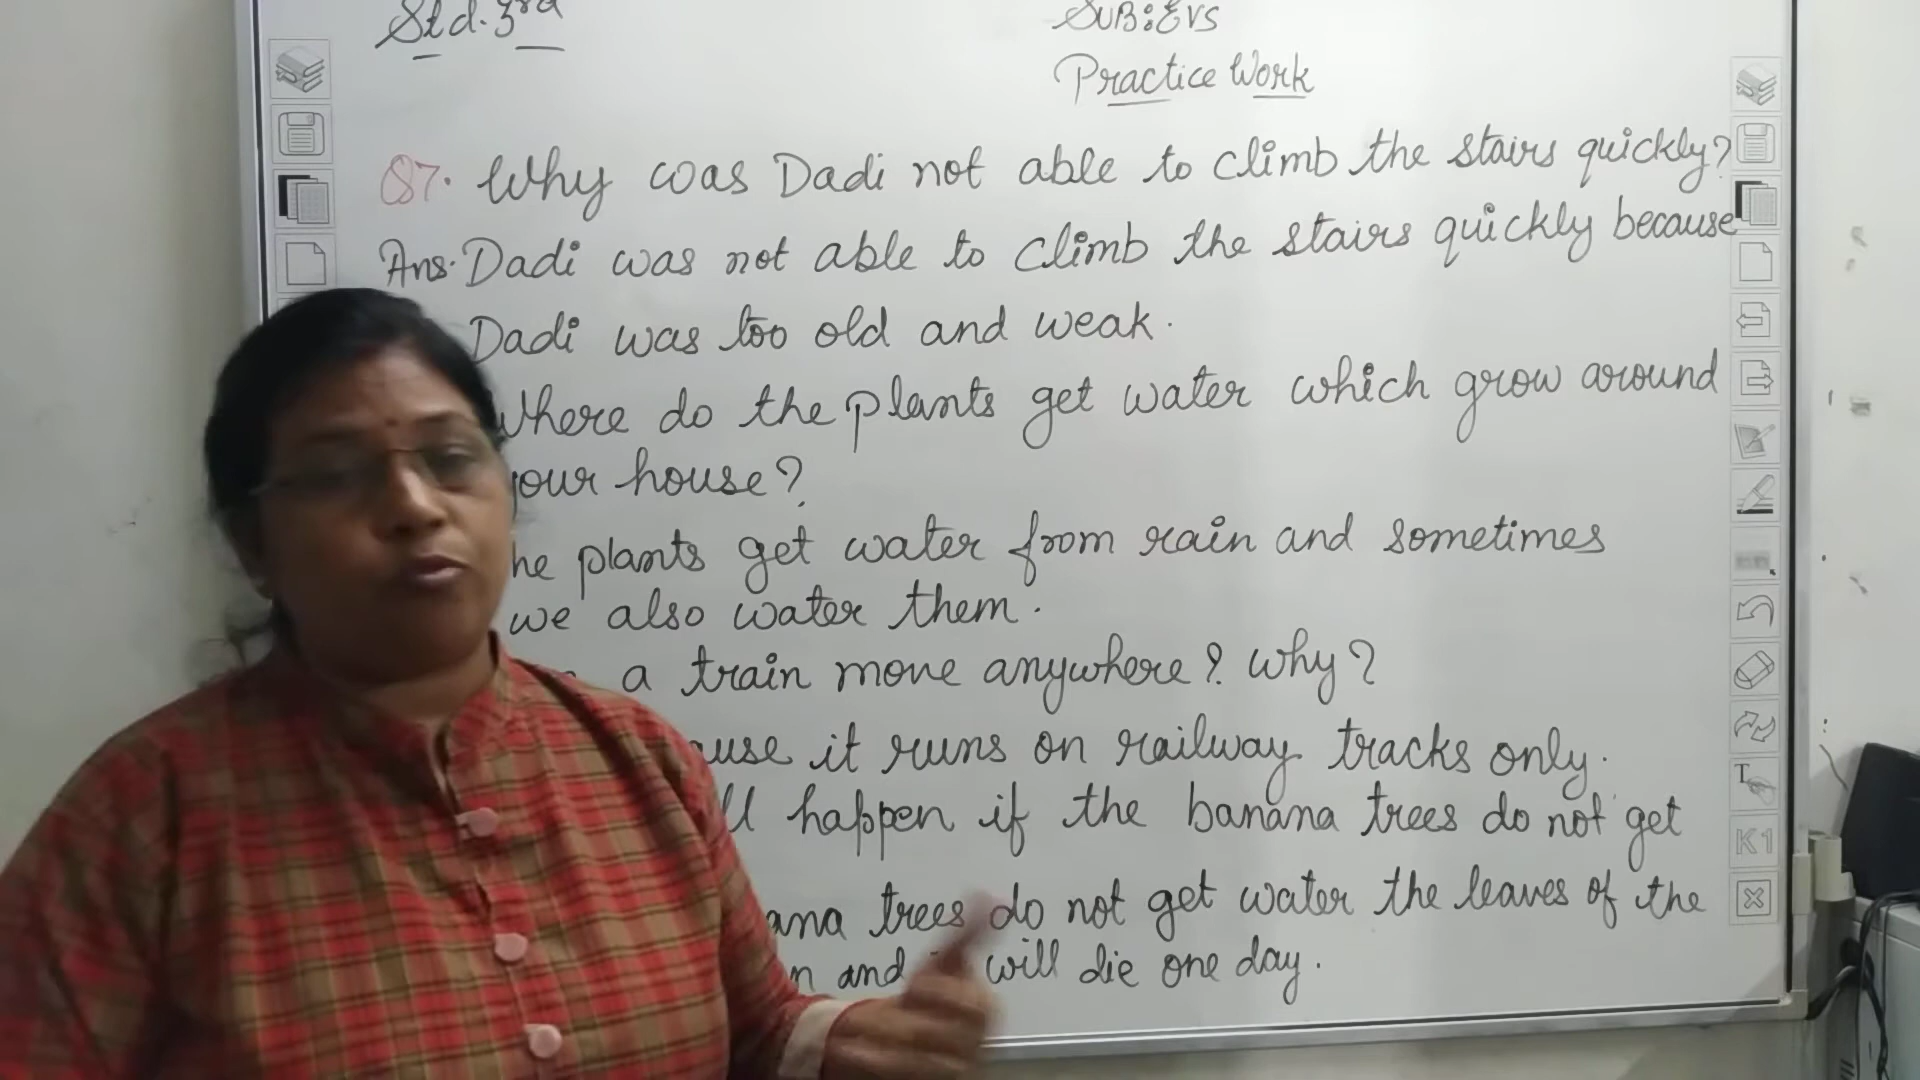 Std. 3rd
SUB: EVS
Practice Work
Q7. Why was Dadi not able to climb the stairs quickly?
Ans. Dadi was not able to climb the stairs quickly because
Dadi was too old and weak.
Where do the plants get water which grow around
your house?
he plants get water from rain and sometimes
we also water them.
a train move anywhere? Why?
ause it runs on railway tracks only.
ll happen if the banana trees do not get
ana trees do not get water the leaves of the
n and will die one day.
T
K1